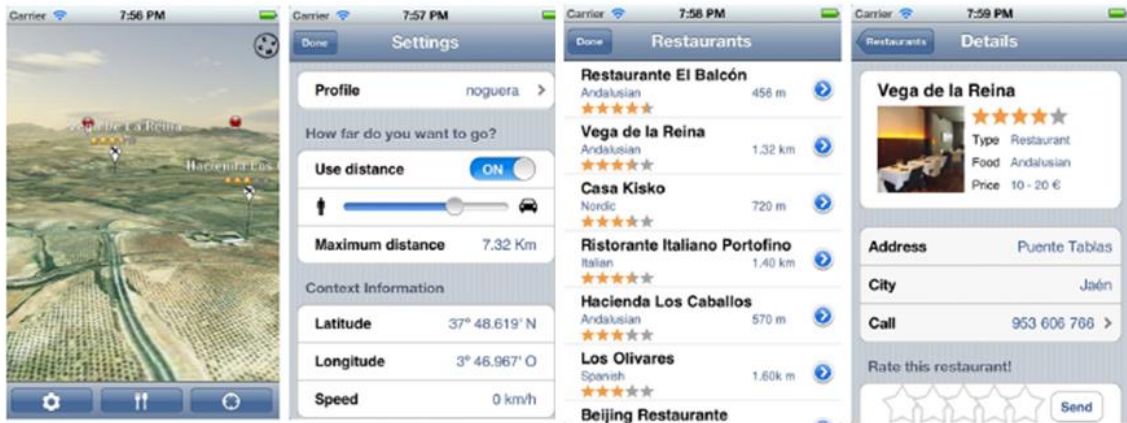 Carrier 7:56 PM
Vega De La Reina
Hacienda Los
Carrier 7:57 PM
Done Settings
Profile noguera >
How far do you want to go?
Use distance ON
Maximum distance 7,32 Km
Context Information
Latitude 37° 48.619' N
Longitude 3° 46.967' O
Speed 0 km/h
Carrier 7:58 PM
Done Restaurants
Restaurante El Balcón
Andalusian 456 m
Vega de la Reina
Andalusian 1.32 km
Casa Kisko
Nordic 720 m
Ristorante Italiano Portofino
Italian 1.40 km
Hacienda Los Caballos
Andalusian 570 m
Los Olivares
Spanish 1.60k m
Beijing Restaurante
Carrier 7:59 PM
Restaurants Details
Vega de la Reina
Type Restaurant
Food Andalusian
Price 10 - 20 €
Address Puente Tablas
City Jaén
Call 953 606 766 >
Rate this restaurant!
Send